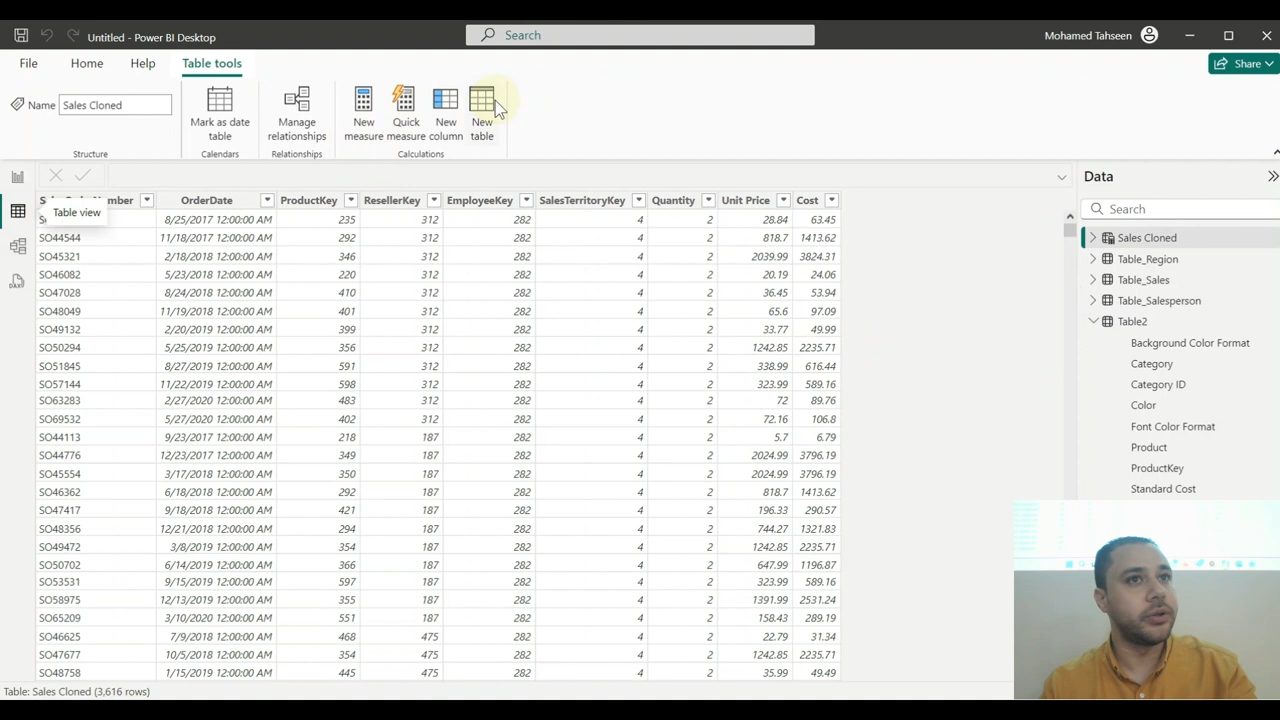 Untitled - Power BI Desktop
Search
Mohamed Tahseen
File Home Help Table tools
Share
Name Sales Cloned
Mark as date table
Manage relationships
New measure
Quick measure
New column
New table
Structure Calendars Relationships Calculations
Table view
OrderDate ProductKey ResellerKey EmployeeKey SalesTerritoryKey Quantity Unit Price Cost
8/25/2017 12:00:00 AM 235 312 282 4 2 28.84 63.45
SO44544 11/18/2017 12:00:00 AM 292 312 282 4 2 818.7 1413.62
SO45321 2/18/2018 12:00:00 AM 346 312 282 4 2 2039.99 3824.31
SO46082 5/23/2018 12:00:00 AM 220 312 282 4 2 20.19 24.06
SO47028 8/24/2018 12:00:00 AM 410 312 282 4 2 36.45 53.94
SO48049 11/19/2018 12:00:00 AM 401 312 282 4 2 65.6 97.09
SO49132 2/20/2019 12:00:00 AM 399 312 282 4 2 33.77 49.99
SO50294 5/25/2019 12:00:00 AM 356 312 282 4 2 1242.85 2235.71
SO51845 8/27/2019 12:00:00 AM 591 312 282 4 2 338.99 616.44
SO57144 11/22/2019 12:00:00 AM 598 312 282 4 2 323.99 589.16
SO63283 2/27/2020 12:00:00 AM 483 312 282 4 2 72 89.76
SO69532 5/27/2020 12:00:00 AM 402 312 282 4 2 72.16 106.8
SO44113 9/23/2017 12:00:00 AM 218 187 282 4 2 5.7 6.79
SO44776 12/23/2017 12:00:00 AM 349 187 282 4 2 2024.99 3796.19
SO45554 3/17/2018 12:00:00 AM 350 187 282 4 2 2024.99 3796.19
SO46362 6/18/2018 12:00:00 AM 292 187 282 4 2 818.7 1413.62
SO47417 9/18/2018 12:00:00 AM 421 187 282 4 2 196.33 290.57
SO48356 12/21/2018 12:00:00 AM 294 187 282 4 2 744.27 1321.83
SO49472 3/8/2019 12:00:00 AM 354 187 282 4 2 1242.85 2235.71
SO50702 6/14/2019 12:00:00 AM 366 187 282 4 2 647.99 1196.87
SO53531 9/15/2019 12:00:00 AM 597 187 282 4 2 323.99 589.16
SO58975 12/13/2019 12:00:00 AM 355 187 282 4 2 1391.99 2531.24
SO65209 3/10/2020 12:00:00 AM 551 187 282 4 2 158.43 289.19
SO46625 7/9/2018 12:00:00 AM 468 475 282 4 2 22.79 31.34
SO47677 10/5/2018 12:00:00 AM 354 475 282 4 2 1242.85 2235.71
SO48758 1/15/2019 12:00:00 AM 445 475 282 4 2 35.99 49.49
Table: Sales Cloned (3,616 rows)
Data
Search
Sales Cloned
Table_Region
Table_Sales
Table_Salesperson
Table2
Background Color Format
Category
Category ID
Color
Font Color Format
Product
ProductKey
Standard Cost